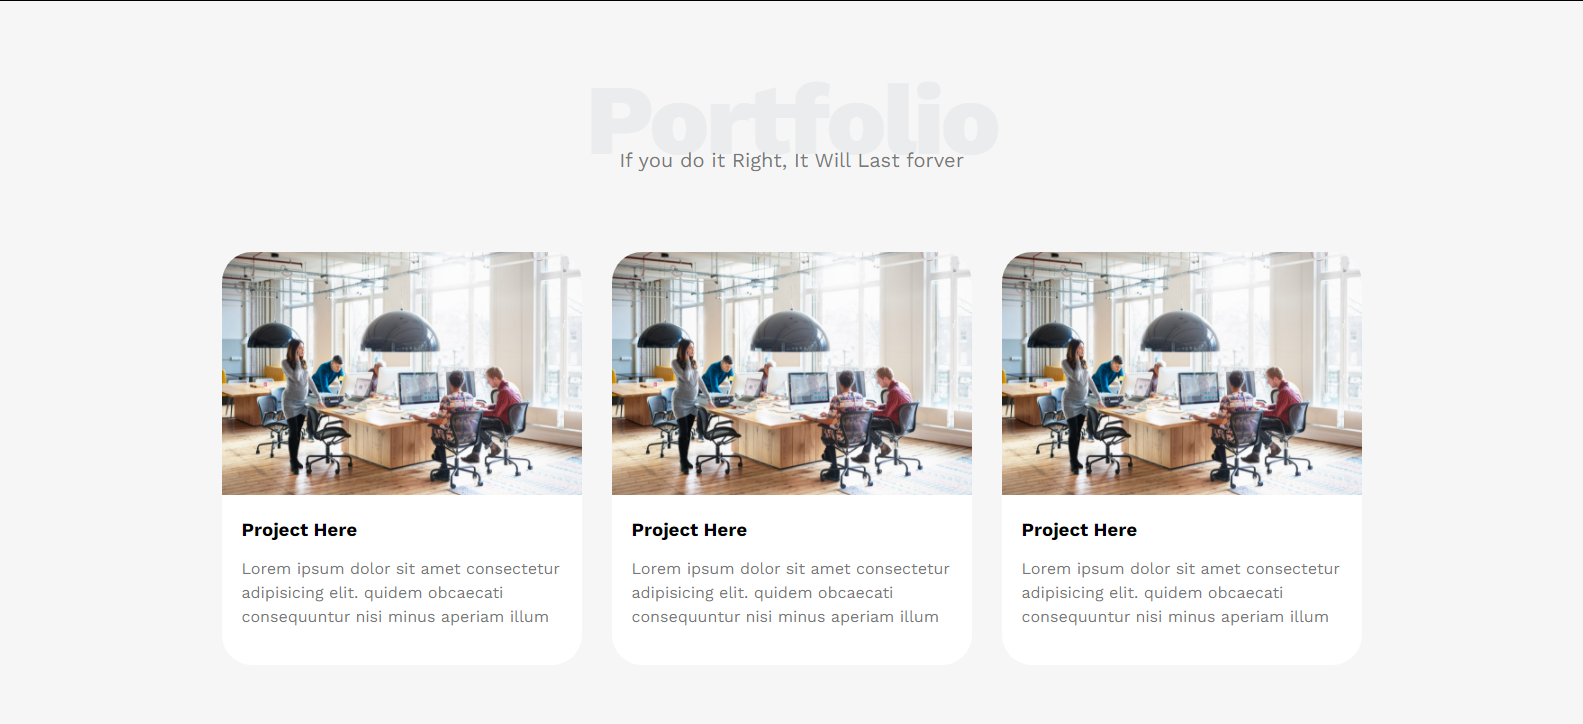 Portfolio
If you do it Right, It Will Last forver
Project Here
Lorem ipsum dolor sit amet consectetur
adipisicing elit. quidem obcaecati
consequuntur nisi minus aperiam illum
Project Here
Lorem ipsum dolor sit amet consectetur
adipisicing elit. quidem obcaecati
consequuntur nisi minus aperiam illum
Project Here
Lorem ipsum dolor sit amet consectetur
adipisicing elit. quidem obcaecati
consequuntur nisi minus aperiam illum